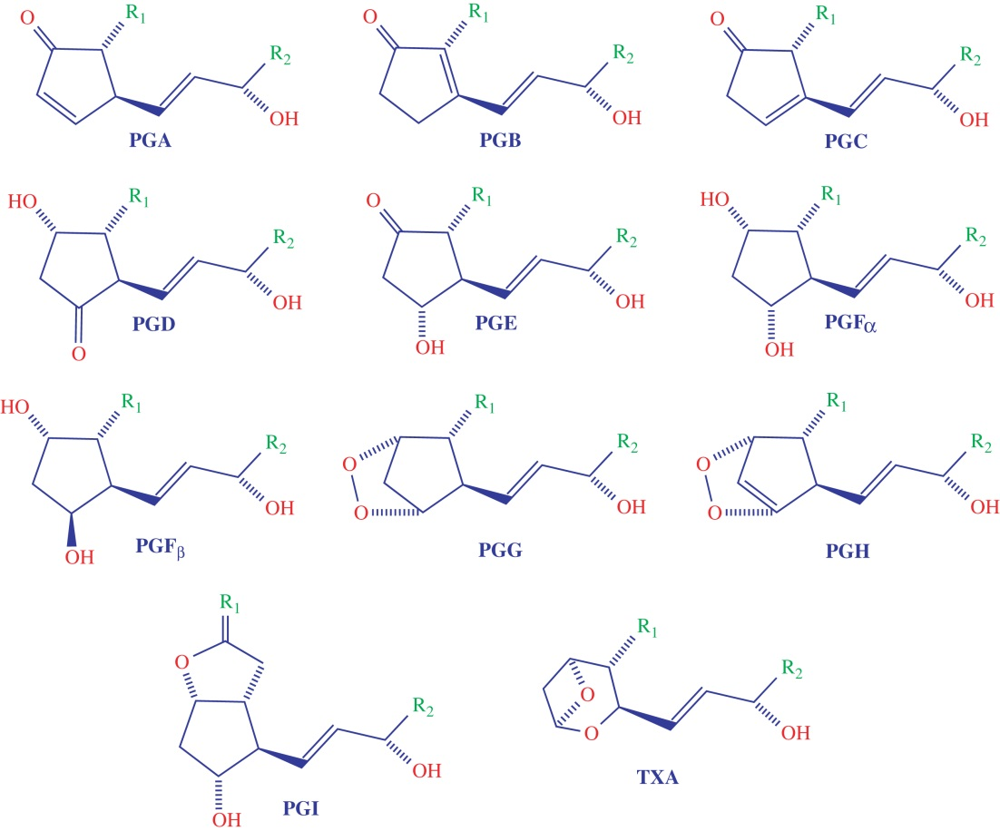 O R₁ R₂ OH
PGA
O R₁ R₂ OH
PGB
O R₁ R₂ OH
PGC
HO R₁ R₂ OH O
PGD
O R₁ R₂ OH OH
PGE
HO R₁ R₂ OH OH
PGFα
HO R₁ R₂ OH OH
PGFβ
R₁ O O R₂ OH
PGG
R₁ O O R₂ OH
PGH
R₁ O R₂ OH OH
PGI
R₁ O O R₂ OH
TXA